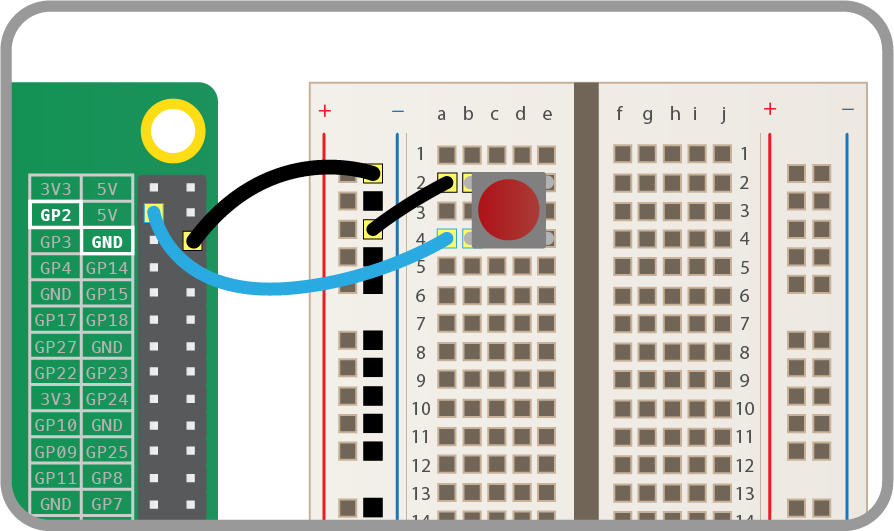 + − a b c d e f g h i j + −
1 1
3V3 5V 2 2
GP2 5V 3 3
GP3 GND 4 4
GP4 GND14 5 5
GND GP15 6 6
GP17 GP18 7 7
GP27 GND 8 8
GP22 GP23 9 9
3V3 GP24 10 10
GP10 GND 11 11
GP09 GP25 12 12
GP11 GP8 13 13
GND GP7 14 14